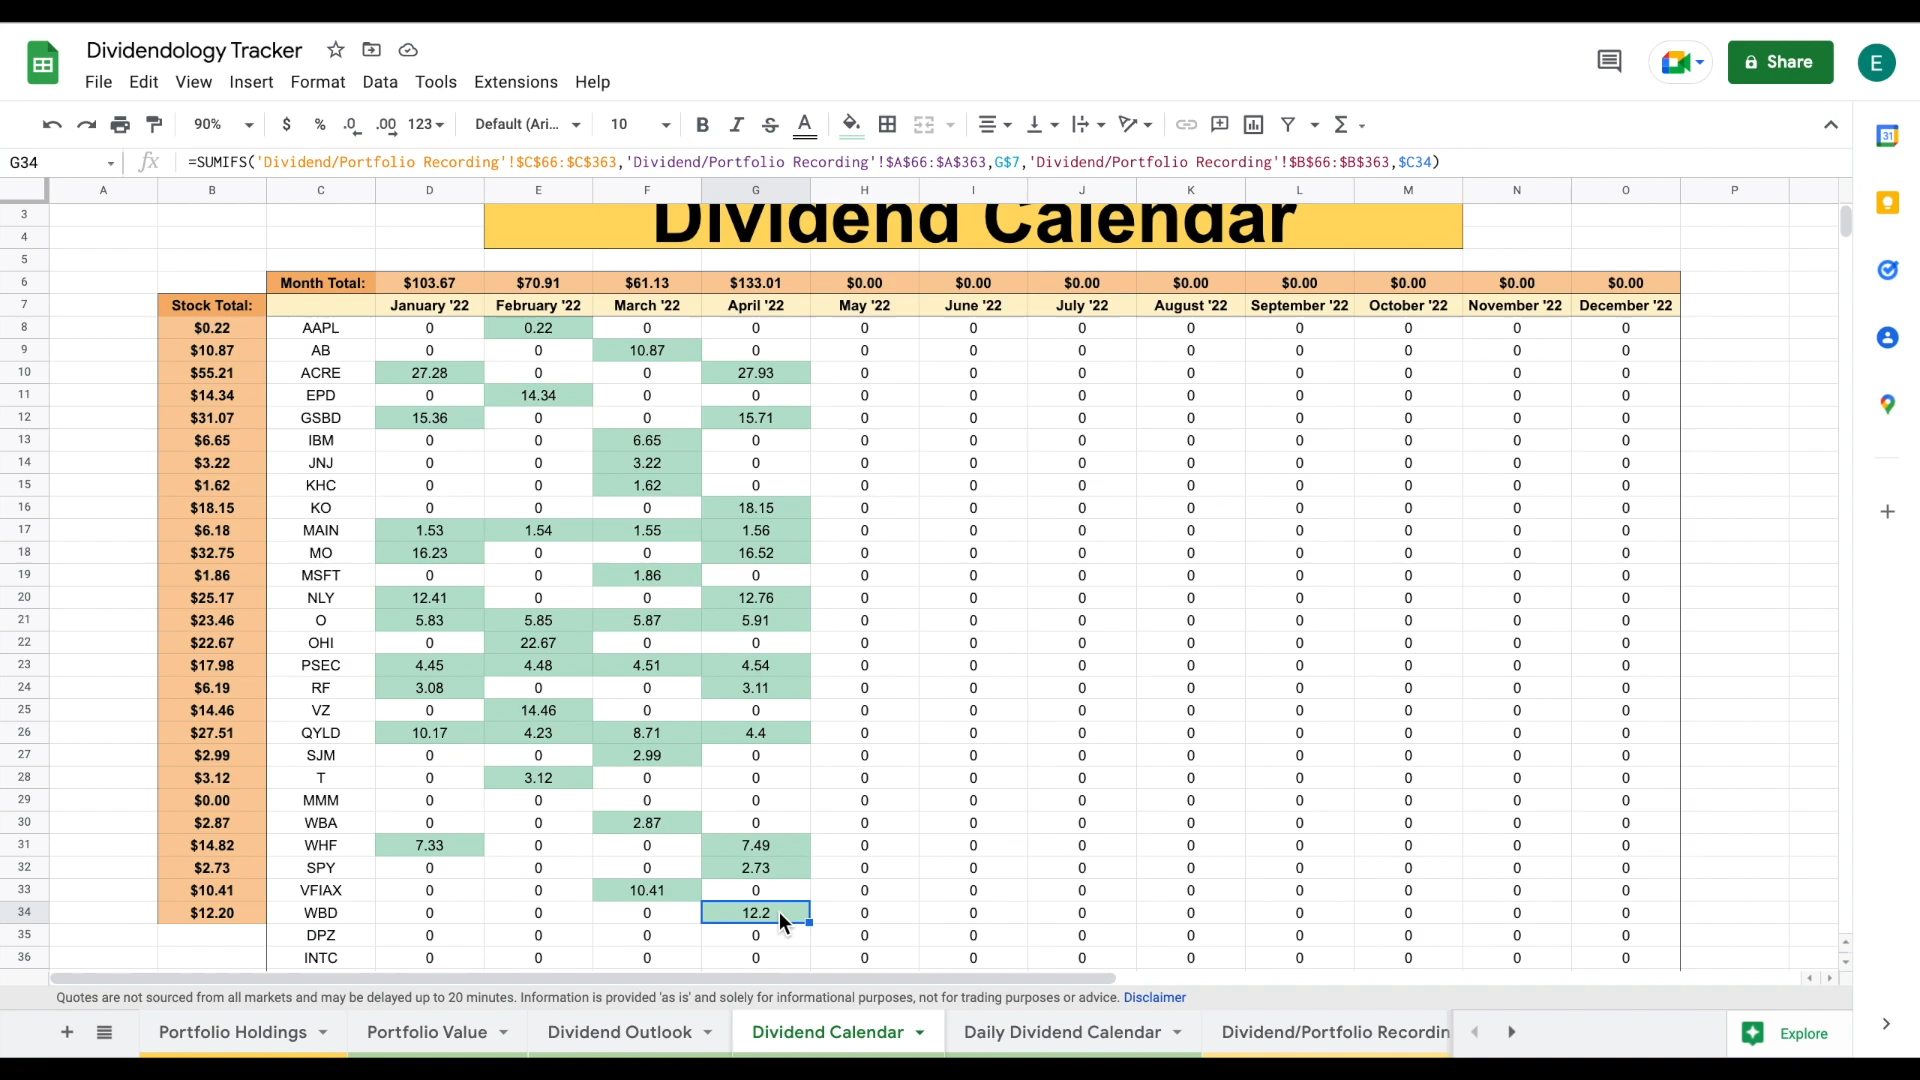 Dividendology Tracker
File Edit View Insert Format Data Tools Extensions Help
Share
E
90% $ % .0 .00 123 Default (Ari... 10 B I S A
31
G34 fx =SUMIFS('Dividend/Portfolio Recording'!$C$66:$C$363,'Dividend/Portfolio Recording'!$A$66:$A$363,G$7,'Dividend/Portfolio Recording'!$B$66:$B$363,$C34)
A B C D E F G H I J K L M N O P
3 Dividend Calendar
4
5
6 Month Total: $103.67 $70.91 $61.13 $133.01 $0.00 $0.00 $0.00 $0.00 $0.00 $0.00 $0.00 $0.00
7 Stock Total: January '22 February '22 March '22 April '22 May '22 June '22 July '22 August '22 September '22 October '22 November '22 December '22
8 $0.22 AAPL 0 0.22 0 0 0 0 0 0 0 0 0 0
9 $10.87 AB 0 0 10.87 0 0 0 0 0 0 0 0 0
10 $55.21 ACRE 27.28 0 0 27.93 0 0 0 0 0 0 0 0
11 $14.34 EPD 0 14.34 0 0 0 0 0 0 0 0 0 0
12 $31.07 GSBD 15.36 0 0 15.71 0 0 0 0 0 0 0 0
13 $6.65 IBM 0 0 6.65 0 0 0 0 0 0 0 0 0
14 $3.22 JNJ 0 0 3.22 0 0 0 0 0 0 0 0 0
15 $1.62 KHC 0 0 1.62 0 0 0 0 0 0 0 0 0
16 $18.15 KO 0 0 0 18.15 0 0 0 0 0 0 0 0
17 $6.18 MAIN 1.53 1.54 1.55 1.56 0 0 0 0 0 0 0 0
18 $32.75 MO 16.23 0 0 16.52 0 0 0 0 0 0 0 0
19 $1.86 MSFT 0 0 1.86 0 0 0 0 0 0 0 0 0
20 $25.17 NLY 12.41 0 0 12.76 0 0 0 0 0 0 0 0
21 $23.46 O 5.83 5.85 5.87 5.91 0 0 0 0 0 0 0 0
22 $22.67 OHI 0 22.67 0 0 0 0 0 0 0 0 0 0
23 $17.98 PSEC 4.45 4.48 4.51 4.54 0 0 0 0 0 0 0 0
24 $6.19 RF 3.08 0 0 3.11 0 0 0 0 0 0 0 0
25 $14.46 VZ 0 14.46 0 0 0 0 0 0 0 0 0 0
26 $27.51 QYLD 10.17 4.23 8.71 4.4 0 0 0 0 0 0 0 0
27 $2.99 SJM 0 0 2.99 0 0 0 0 0 0 0 0 0
28 $3.12 T 0 3.12 0 0 0 0 0 0 0 0 0 0
29 $0.00 MMM 0 0 0 0 0 0 0 0 0 0 0 0
30 $2.87 WBA 0 0 2.87 0 0 0 0 0 0 0 0 0
31 $14.82 WHF 7.33 0 0 7.49 0 0 0 0 0 0 0 0
32 $2.73 SPY 0 0 0 2.73 0 0 0 0 0 0 0 0
33 $10.41 VFIAX 0 0 10.41 0 0 0 0 0 0 0 0 0
34 $12.20 WBD 0 0 0 12.2 0 0 0 0 0 0 0 0
35 DPZ 0 0 0 0 0 0 0 0 0 0 0 0
36 INTC 0 0 0 0 0 0 0 0 0 0 0 0
Quotes are not sourced from all markets and may be delayed up to 20 minutes. Information is provided 'as is' and solely for informational purposes, not for trading purposes or advice. Disclaimer
Portfolio Holdings Portfolio Value Dividend Outlook Dividend Calendar Daily Dividend Calendar Dividend/Portfolio Recordin Explore